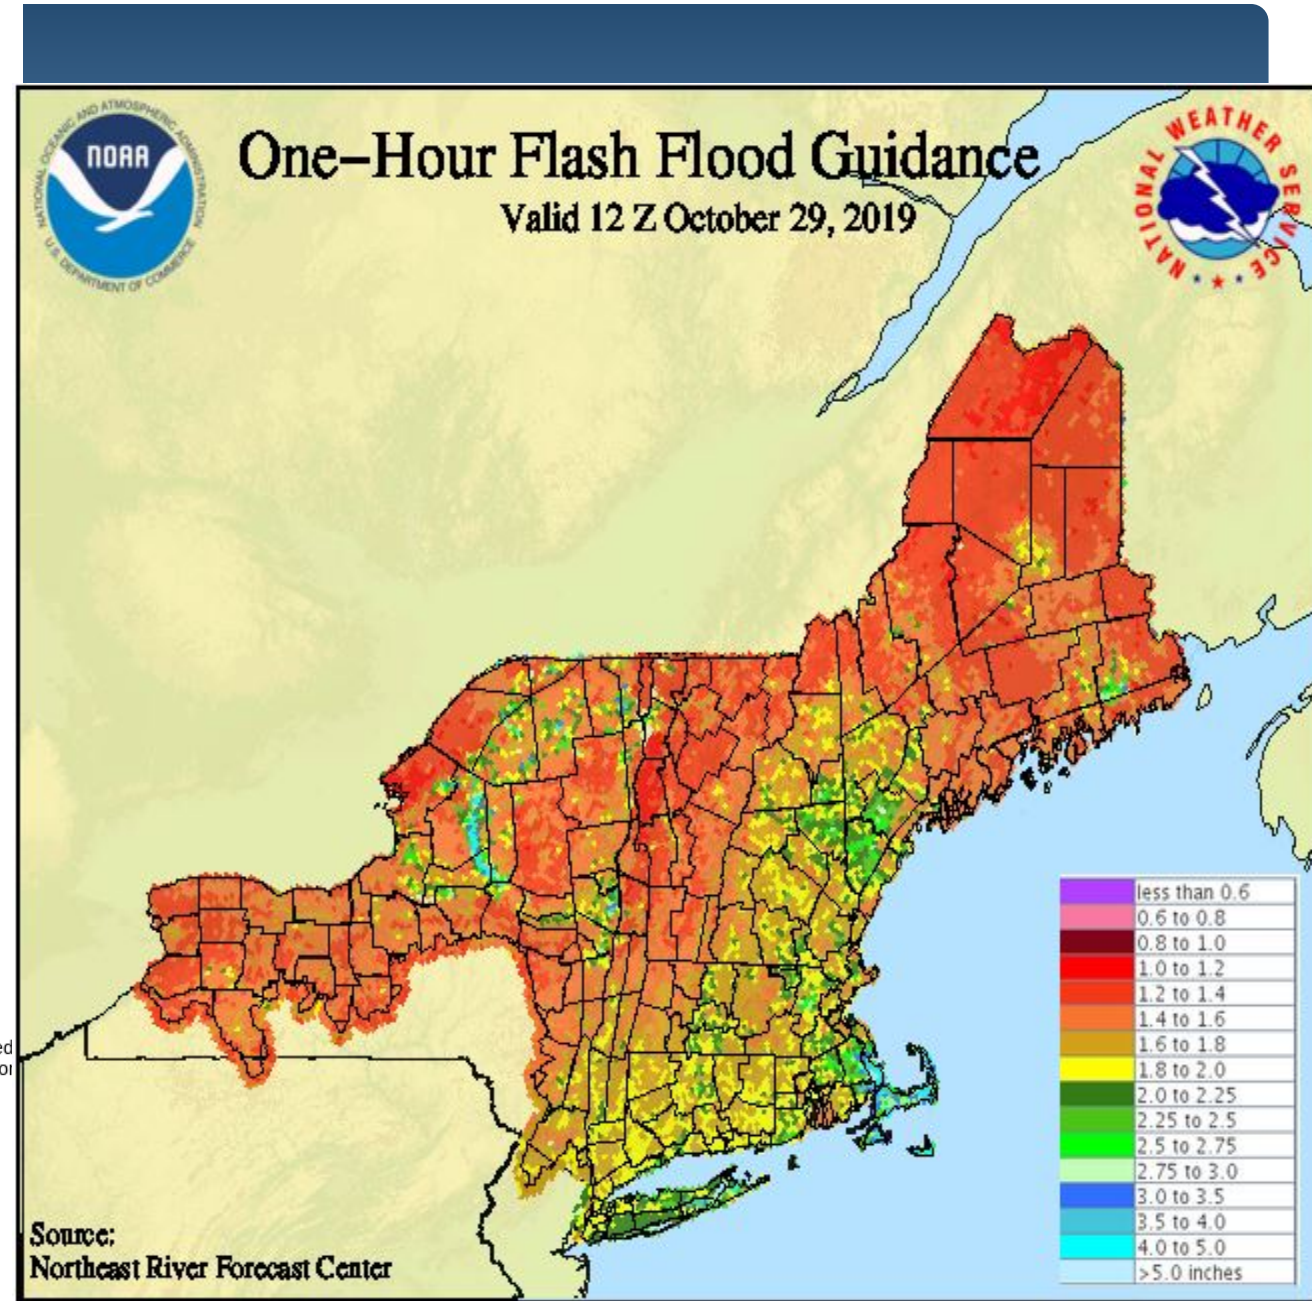 NATIONAL OCEANIC AND ATMOSPHERIC ADMINISTRATION
NOAA
U.S. DEPARTMENT OF COMMERCE
One-Hour Flash Flood Guidance
Valid 12 Z October 29, 2019
NATIONAL WEATHER SERVICE
less than 0.6
0.6 to 0.8
0.8 to 1.0
1.0 to 1.2
1.2 to 1.4
1.4 to 1.6
1.6 to 1.8
1.8 to 2.0
2.0 to 2.25
2.25 to 2.5
2.5 to 2.75
2.75 to 3.0
3.0 to 3.5
3.5 to 4.0
4.0 to 5.0
>5.0 inches
ed
Source:
Northeast River Forecast Center